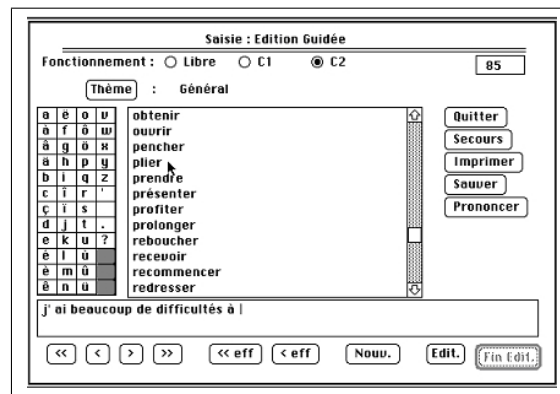 Saisie : Edition Guidée
Fonctionnement : Libre C1 C2 85
Thème : Général
a ë o v
à f ô w
â g ö x
ä h p y
b i q z
c î r '
ç ï s
d j t .
e k u ?
é l ù
è m û
ê n ü
obtenir
ouvrir
pencher
plier
prendre
présenter
profiter
prolonger
reboucher
recevoir
recommencer
redresser
Quitter
Secours
Imprimer
Sauver
Prononcer
j' ai beaucoup de difficultés à |
<< < > >> << eff < eff Nouv. Edit. Fin Edit.